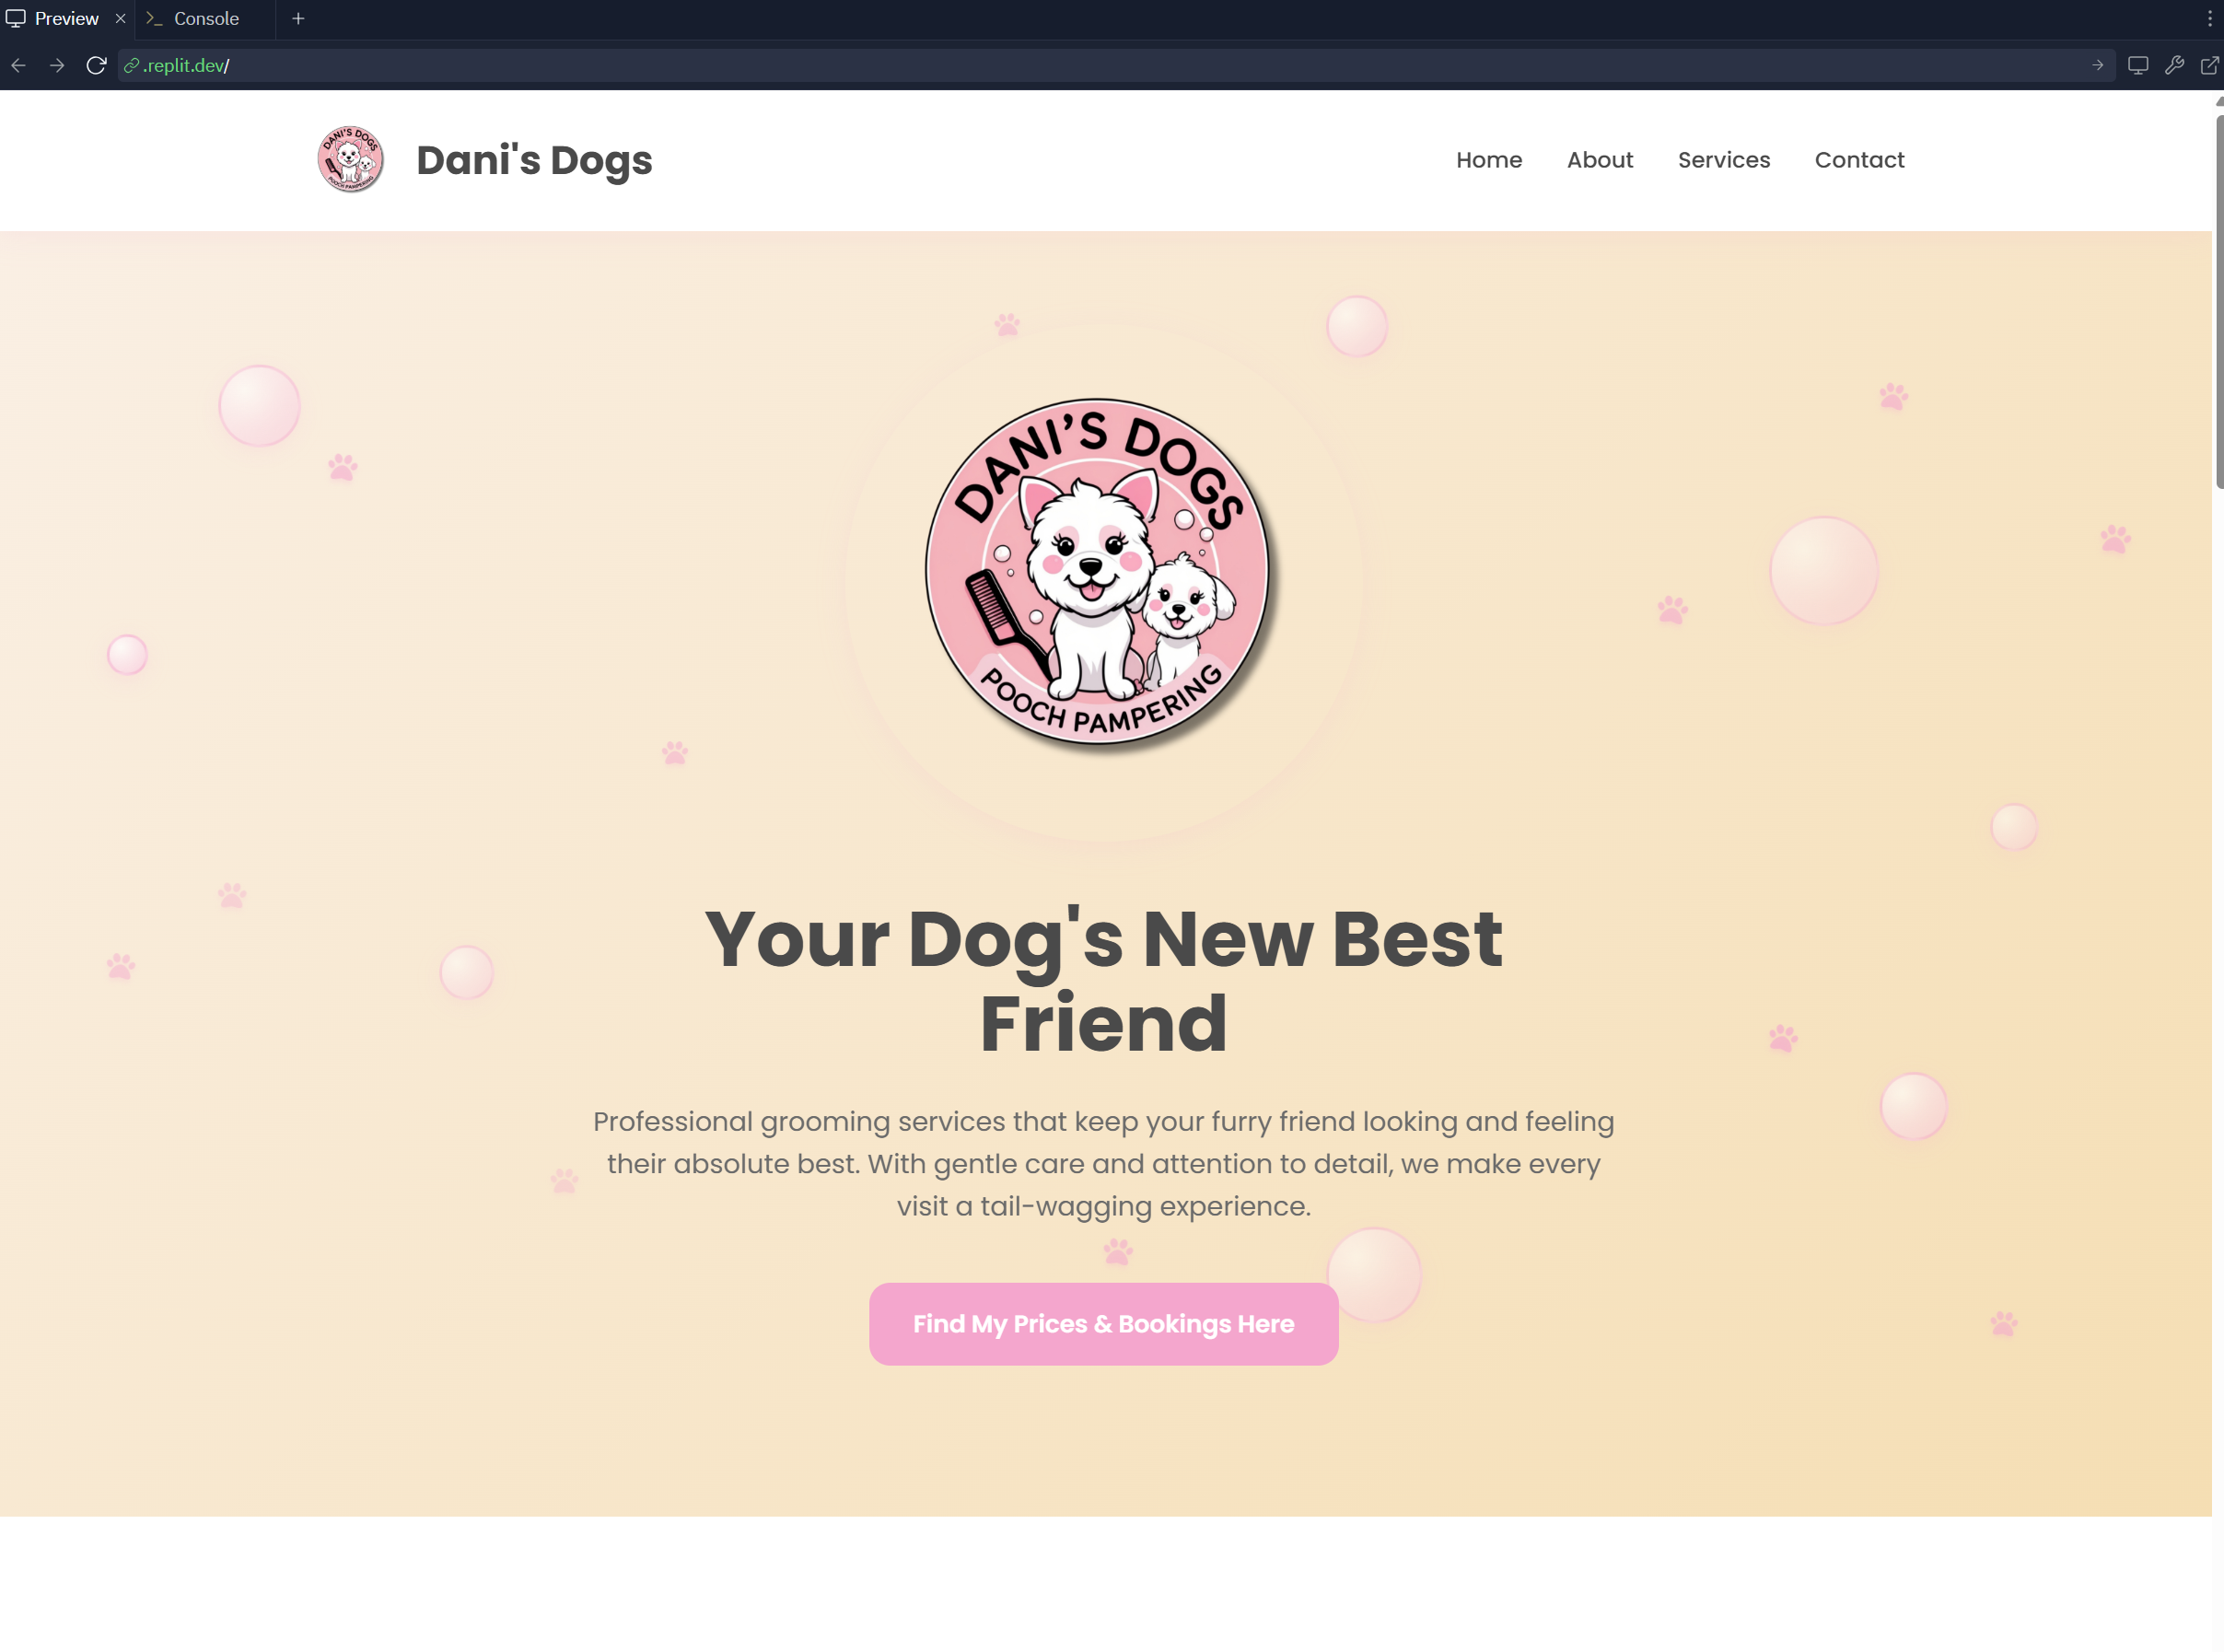 Preview
Console
.replit.dev/
DANI'S DOGS
POOCH PAMPERING
Dani's Dogs
Home
About
Services
Contact
DANI'S DOGS
POOCH PAMPERING
Your Dog's New Best
Friend
Professional grooming services that keep your furry friend looking and feeling
their absolute best. With gentle care and attention to detail, we make every
visit a tail-wagging experience.
Find My Prices & Bookings Here